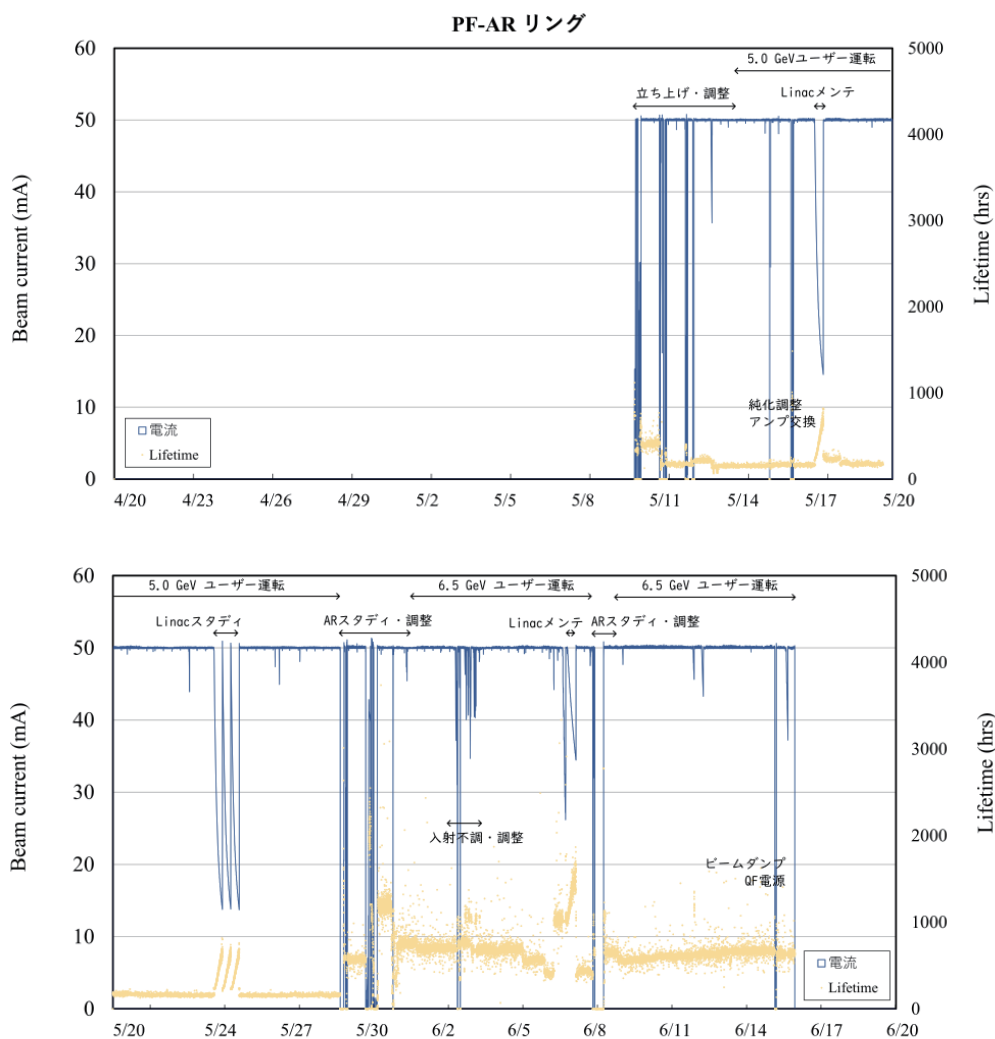 PF-AR リング
60
50
40
30
20
10
0
Beam current (mA)
5000
4000
3000
2000
1000
0
Lifetime (hrs)
5.0 GeVユーザー運転
立ち上げ・調整
Linacメンテ
純化調整
アンプ交換
電流
Lifetime
4/20 4/23 4/26 4/29 5/2 5/5 5/8 5/11 5/14 5/17 5/20
60
50
40
30
20
10
0
Beam current (mA)
5000
4000
3000
2000
1000
0
Lifetime (hrs)
5.0 GeV ユーザー運転 6.5 GeV ユーザー運転 6.5 GeV ユーザー運転
Linacスタディ ARスタディ・調整 Linacメンテ ARスタディ・調整
入射不調・調整
ビームダンプ
QF電源
電流
Lifetime
5/20 5/24 5/27 5/30 6/2 6/5 6/8 6/11 6/14 6/17 6/20